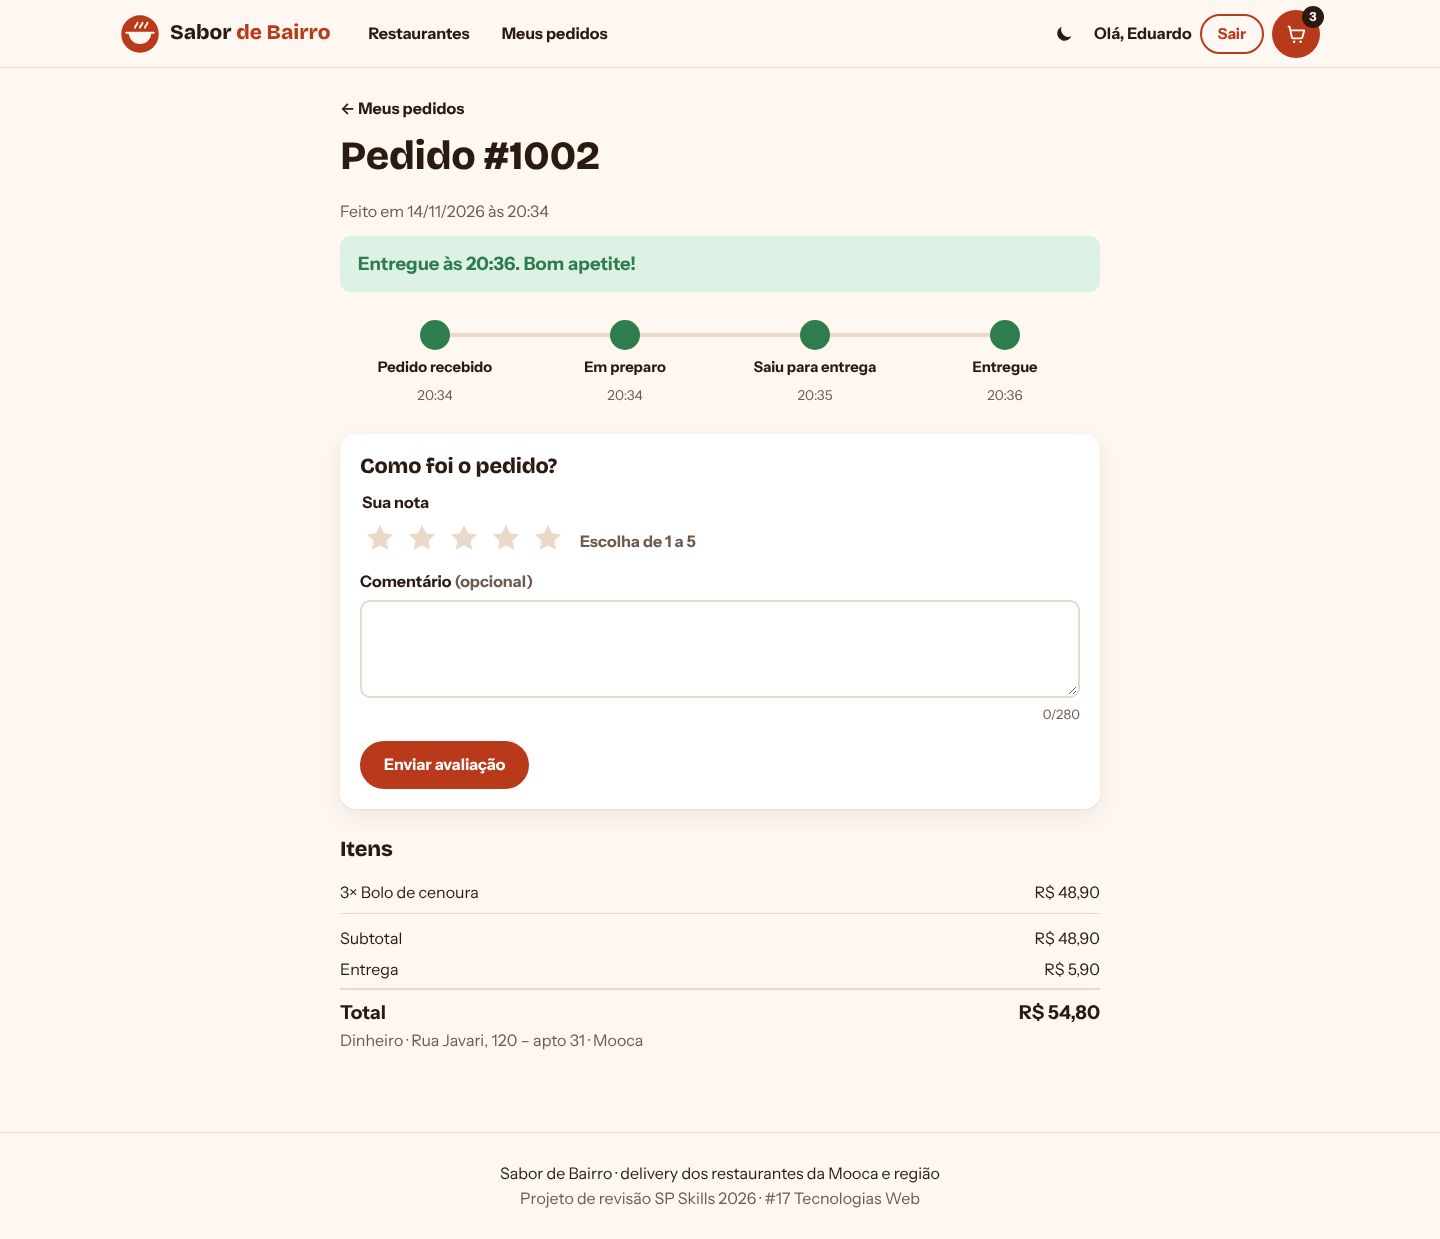 Sabor de Bairro
Restaurantes
Meus pedidos
Olá, Eduardo
Sair
3
← Meus pedidos
Pedido #1002
Feito em 14/11/2026 às 20:34
Entregue às 20:36. Bom apetite!
Pedido recebido
20:34
Em preparo
20:34
Saiu para entrega
20:35
Entregue
20:36
Como foi o pedido?
Sua nota
Escolha de 1 a 5
Comentário (opcional)
0/280
Enviar avaliação
Itens
3× Bolo de cenoura R$ 48,90
Subtotal R$ 48,90
Entrega R$ 5,90
Total R$ 54,80
Dinheiro · Rua Javari, 120 – apto 31 · Mooca
Sabor de Bairro · delivery dos restaurantes da Mooca e região
Projeto de revisão SP Skills 2026 · #17 Tecnologias Web